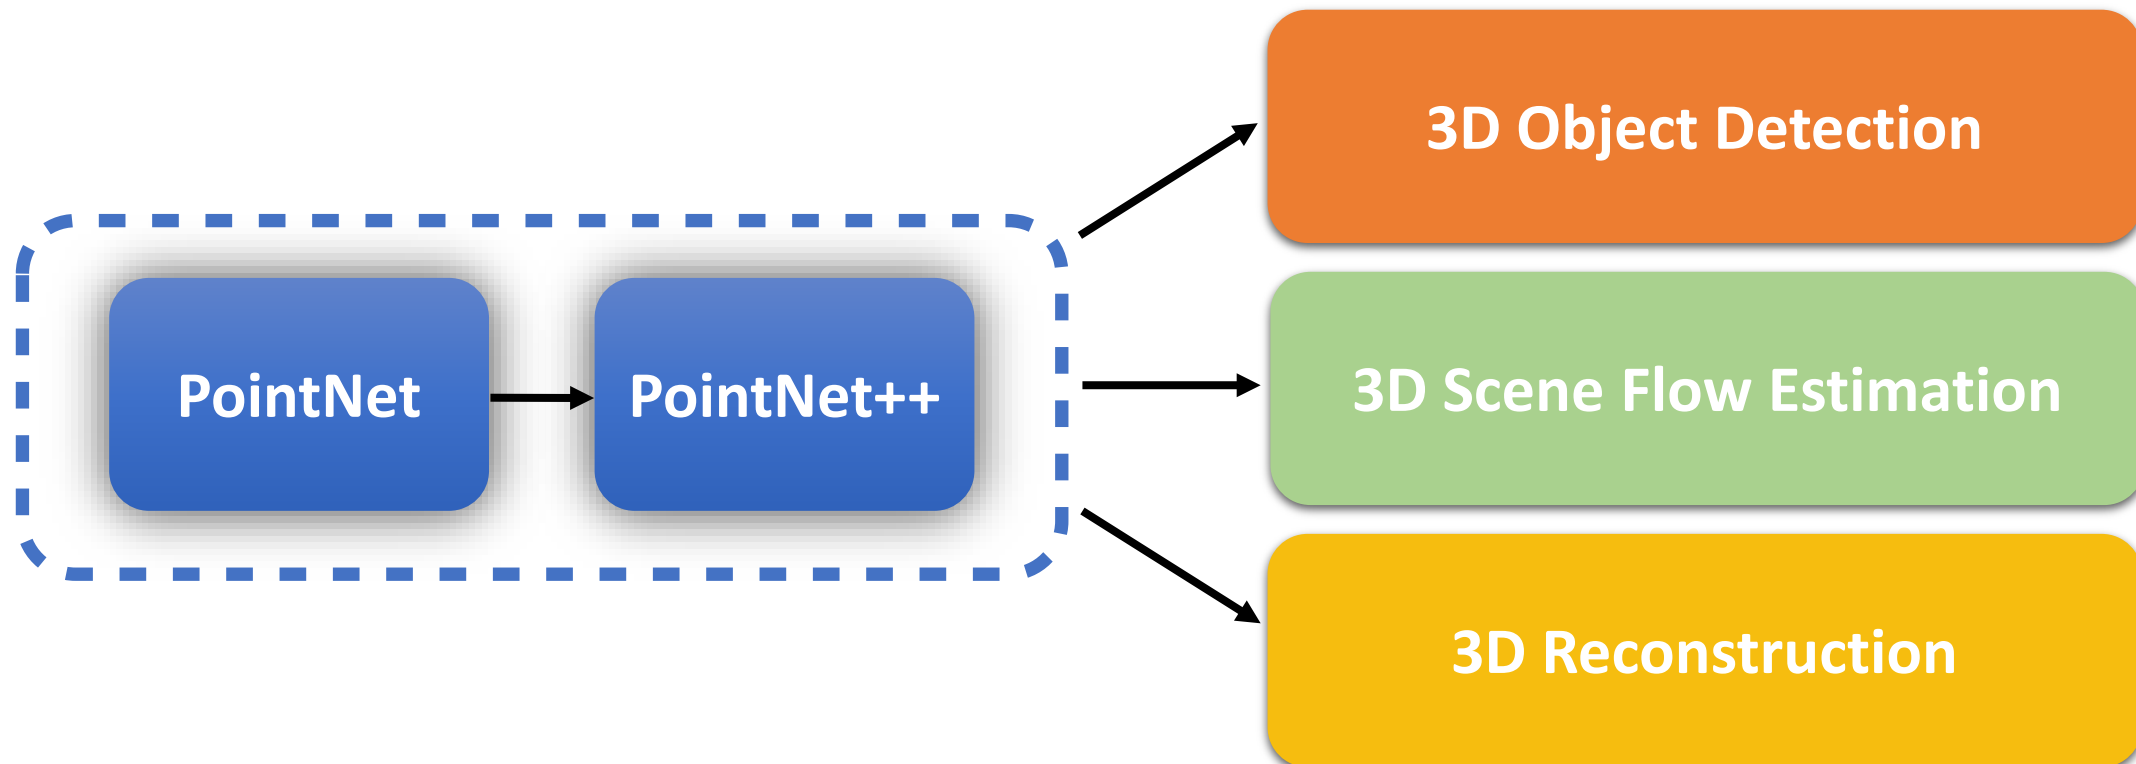 PointNet
PointNet++
3D Object Detection
3D Scene Flow Estimation
3D Reconstruction